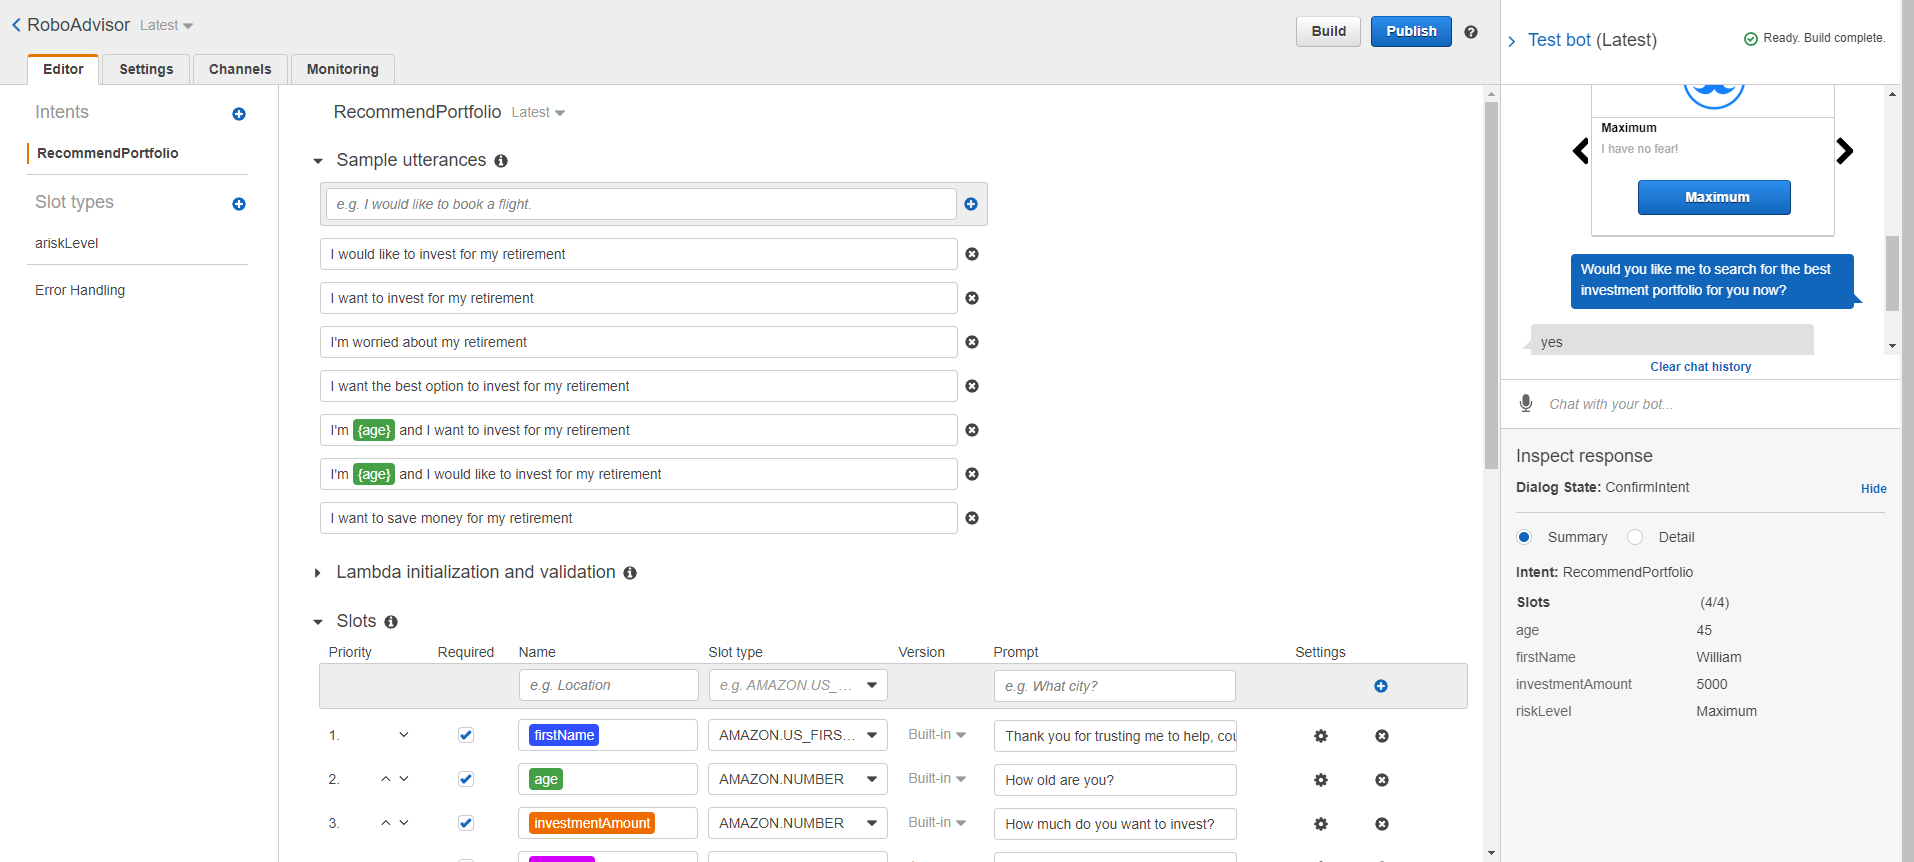 RoboAdvisor Latest
Build Publish
Editor Settings Channels Monitoring
Intents
RecommendPortfolio
Slot types
ariskLevel
Error Handling
RecommendPortfolio Latest
Sample utterances
e.g. I would like to book a flight.
I would like to invest for my retirement
I want to invest for my retirement
I'm worried about my retirement
I want the best option to invest for my retirement
I'm {age} and I want to invest for my retirement
I'm {age} and I would like to invest for my retirement
I want to save money for my retirement
Lambda initialization and validation
Slots
Priority Required Name Slot type Version Prompt Settings
e.g. Location e.g. AMAZON.US_... e.g. What city?
1. firstName AMAZON.US_FIRS... Built-in Thank you for trusting me to help, cou
2. age AMAZON.NUMBER Built-in How old are you?
3. investmentAmount AMAZON.NUMBER Built-in How much do you want to invest?
Test bot (Latest)
Ready. Build complete.
Maximum
I have no fear!
Maximum
Would you like me to search for the best
investment portfolio for you now?
yes
Clear chat history
Chat with your bot...
Inspect response
Dialog State: ConfirmIntent
Hide
Summary Detail
Intent: RecommendPortfolio
Slots (4/4)
age 45
firstName William
investmentAmount 5000
riskLevel Maximum